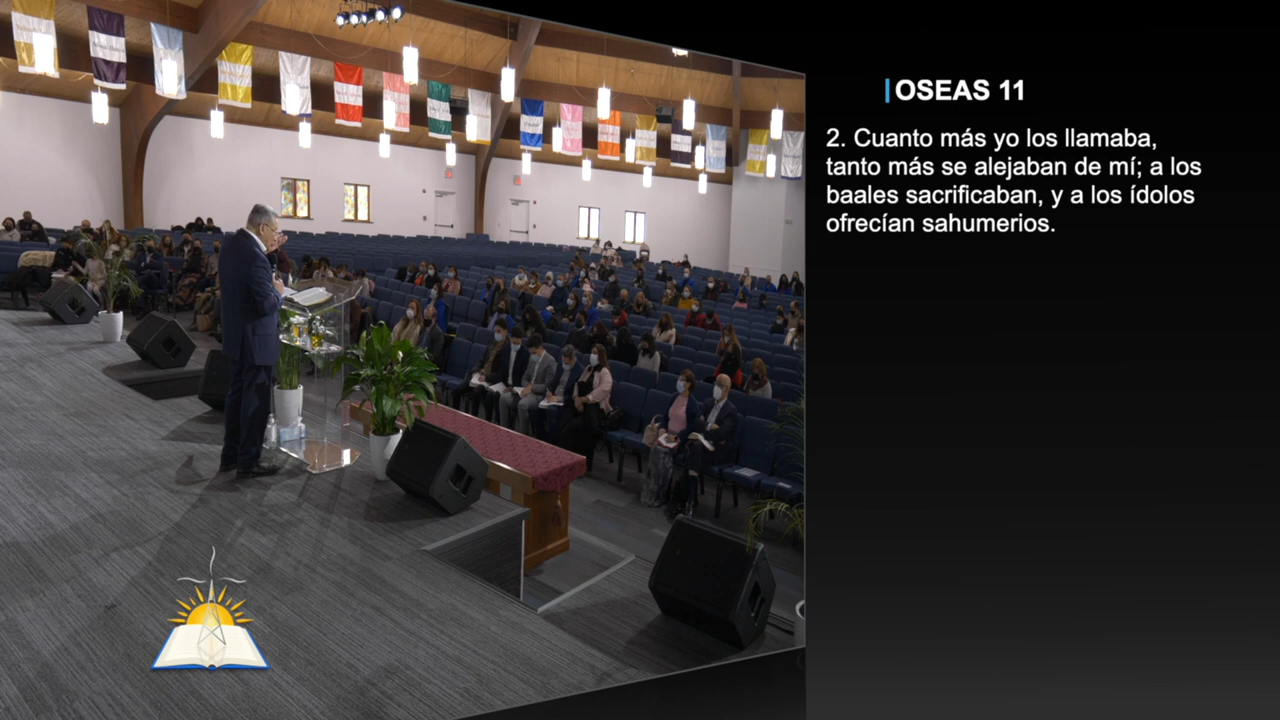 OSEAS 11
2. Cuanto más yo los llamaba,
tanto más se alejaban de mí; a los
baales sacrificaban, y a los ídolos
ofrecían sahumerios.